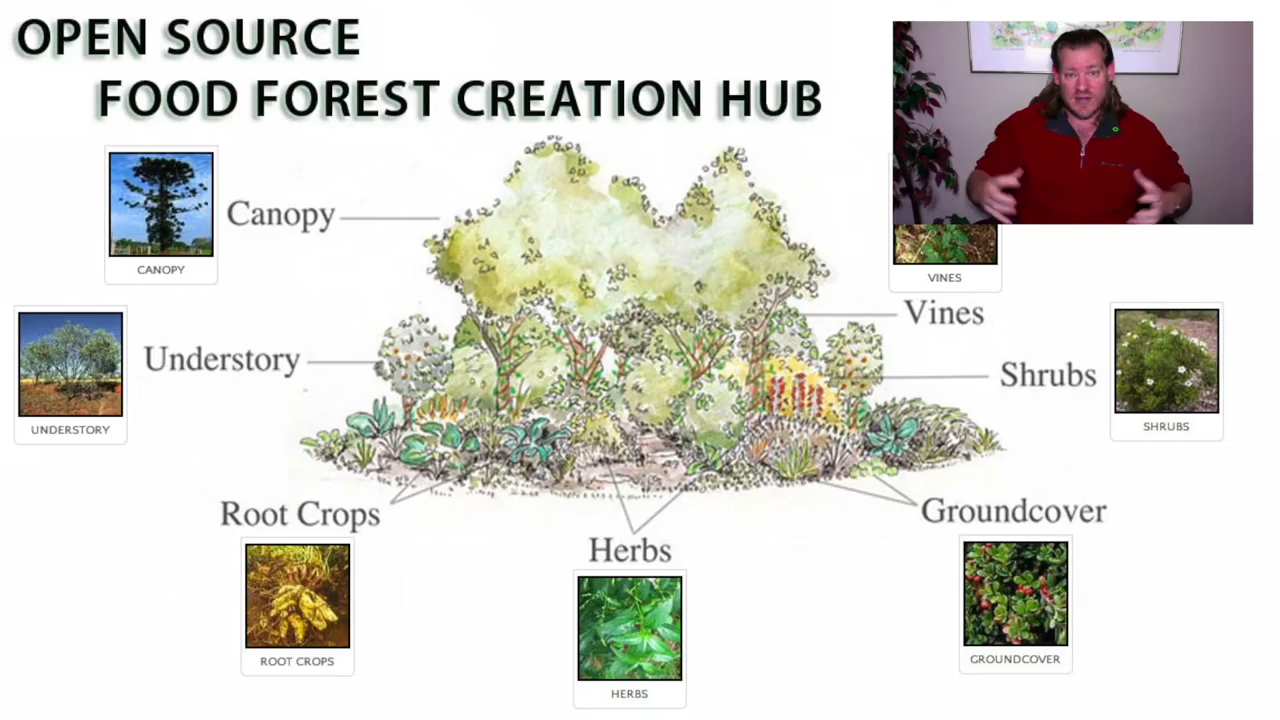 OPEN SOURCE
FOOD FOREST CREATION HUB
Canopy
CANOPY
VINES
Vines
Understory
UNDERSTORY
Shrubs
SHRUBS
Root Crops
ROOT CROPS
Herbs
HERBS
Groundcover
GROUNDCOVER